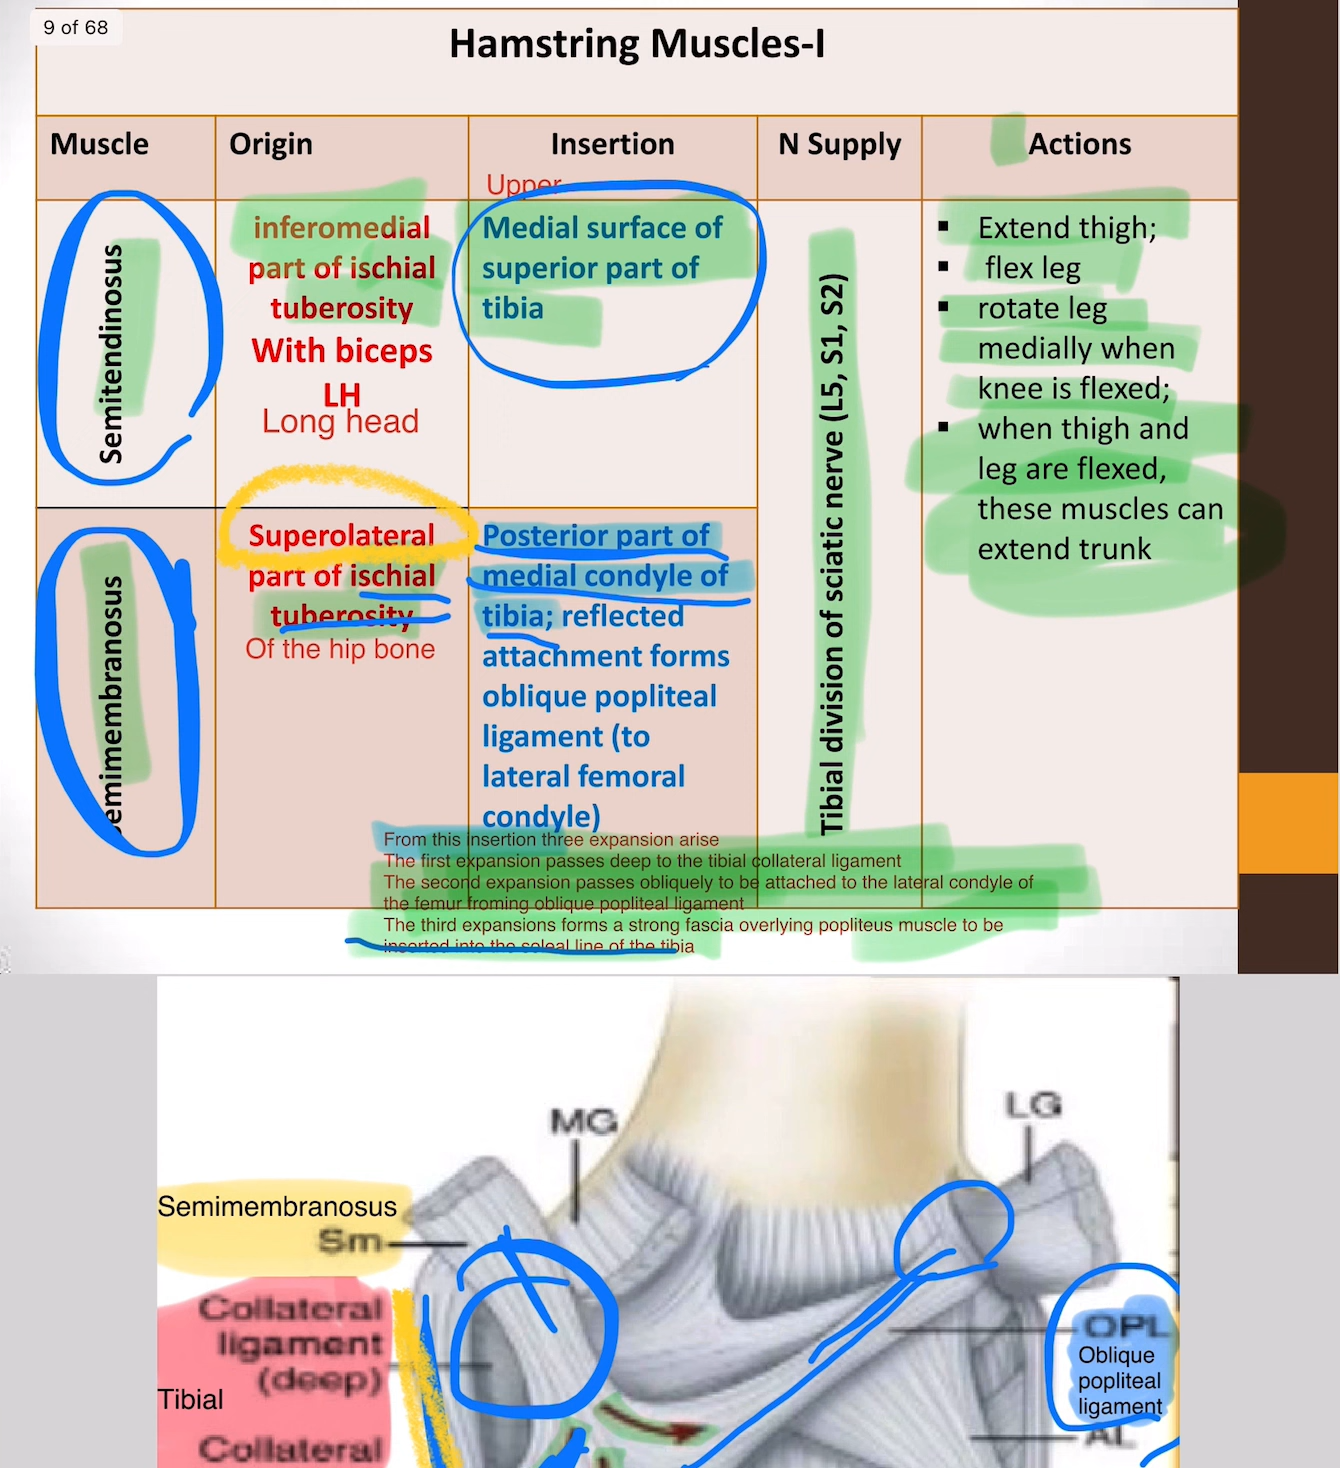 9 of 68
Hamstring Muscles-I
Muscle
Origin
Insertion
N Supply
Actions
Upper
Semitendinosus
inferomedial
part of ischial
tuberosity
With biceps
LH
Long head
Medial surface of
superior part of
tibia
Tibial division of sciatic nerve (L5, S1, S2)
▪ Extend thigh;
▪ flex leg
▪ rotate leg
medially when
knee is flexed;
▪ when thigh and
leg are flexed,
these muscles can
extend trunk
Semimembranosus
Superolateral
part of ischial
tuberosity
Of the hip bone
Posterior part of
medial condyle of
tibia; reflected
attachment forms
oblique popliteal
ligament (to
lateral femoral
condyle)
From this insertion three expansion arise
The first expansion passes deep to the tibial collateral ligament
The second expansion passes obliquely to be attached to the lateral condyle of
the femur froming oblique popliteal ligament
The third expansions forms a strong fascia overlying popliteus muscle to be
inserted into the soleal line of the tibia
MG
LG
Semimembranosus
Sm
Collateral
ligament
(deep)
Tibial
Collateral
OPL
Oblique
popliteal
ligament
AL